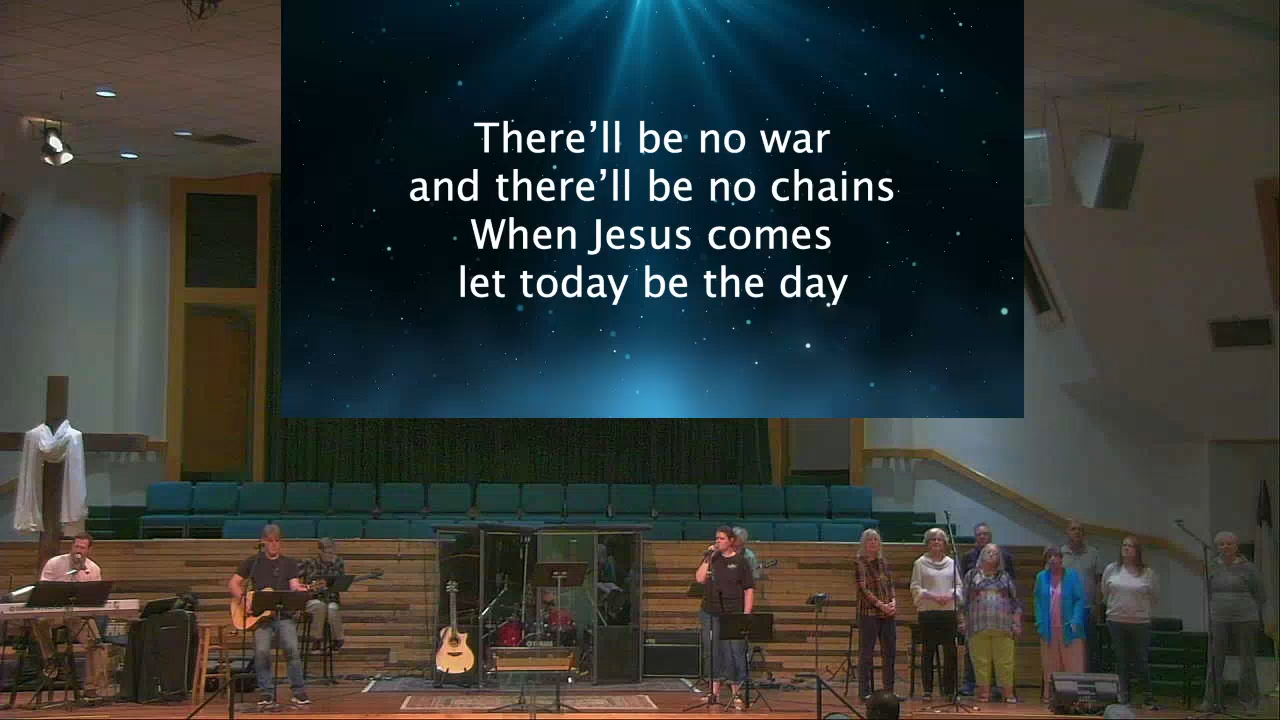 There’ll be no war
and there’ll be no chains
When Jesus comes
let today be the day